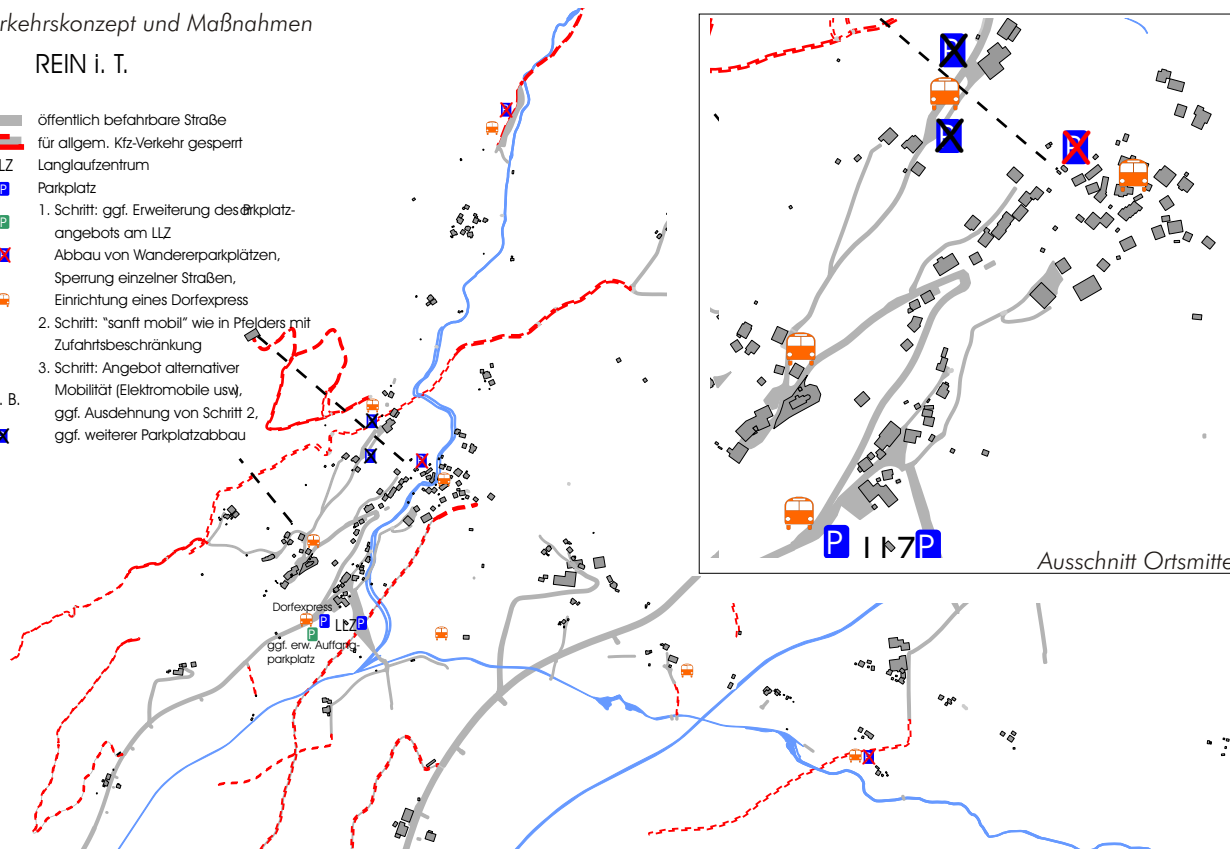 rkehrskonzept und Maßnahmen
REIN i. T.
öffentlich befahrbare Straße
für allgem. Kfz-Verkehr gesperrt
LZ Langlaufzentrum
P Parkplatz
1. Schritt: ggf. Erweiterung des Parkplatz-
P angebots am LLZ
Abbau von Wandererparkplätzen,
Sperrung einzelner Straßen,
Einrichtung eines Dorfexpress
2. Schritt: "sanft mobil" wie in Pfelders mit
Zufahrtsbeschränkung
3. Schritt: Angebot alternativer
Mobilität (Elektromobile usw),
. B. ggf. Ausdehnung von Schritt 2,
ggf. weiterer Parkplatzabbau
Dorfexpress
P LLZ P
P
ggf. erw. Auffang-
parkplatz
P P
Ausschnitt Ortsmitte